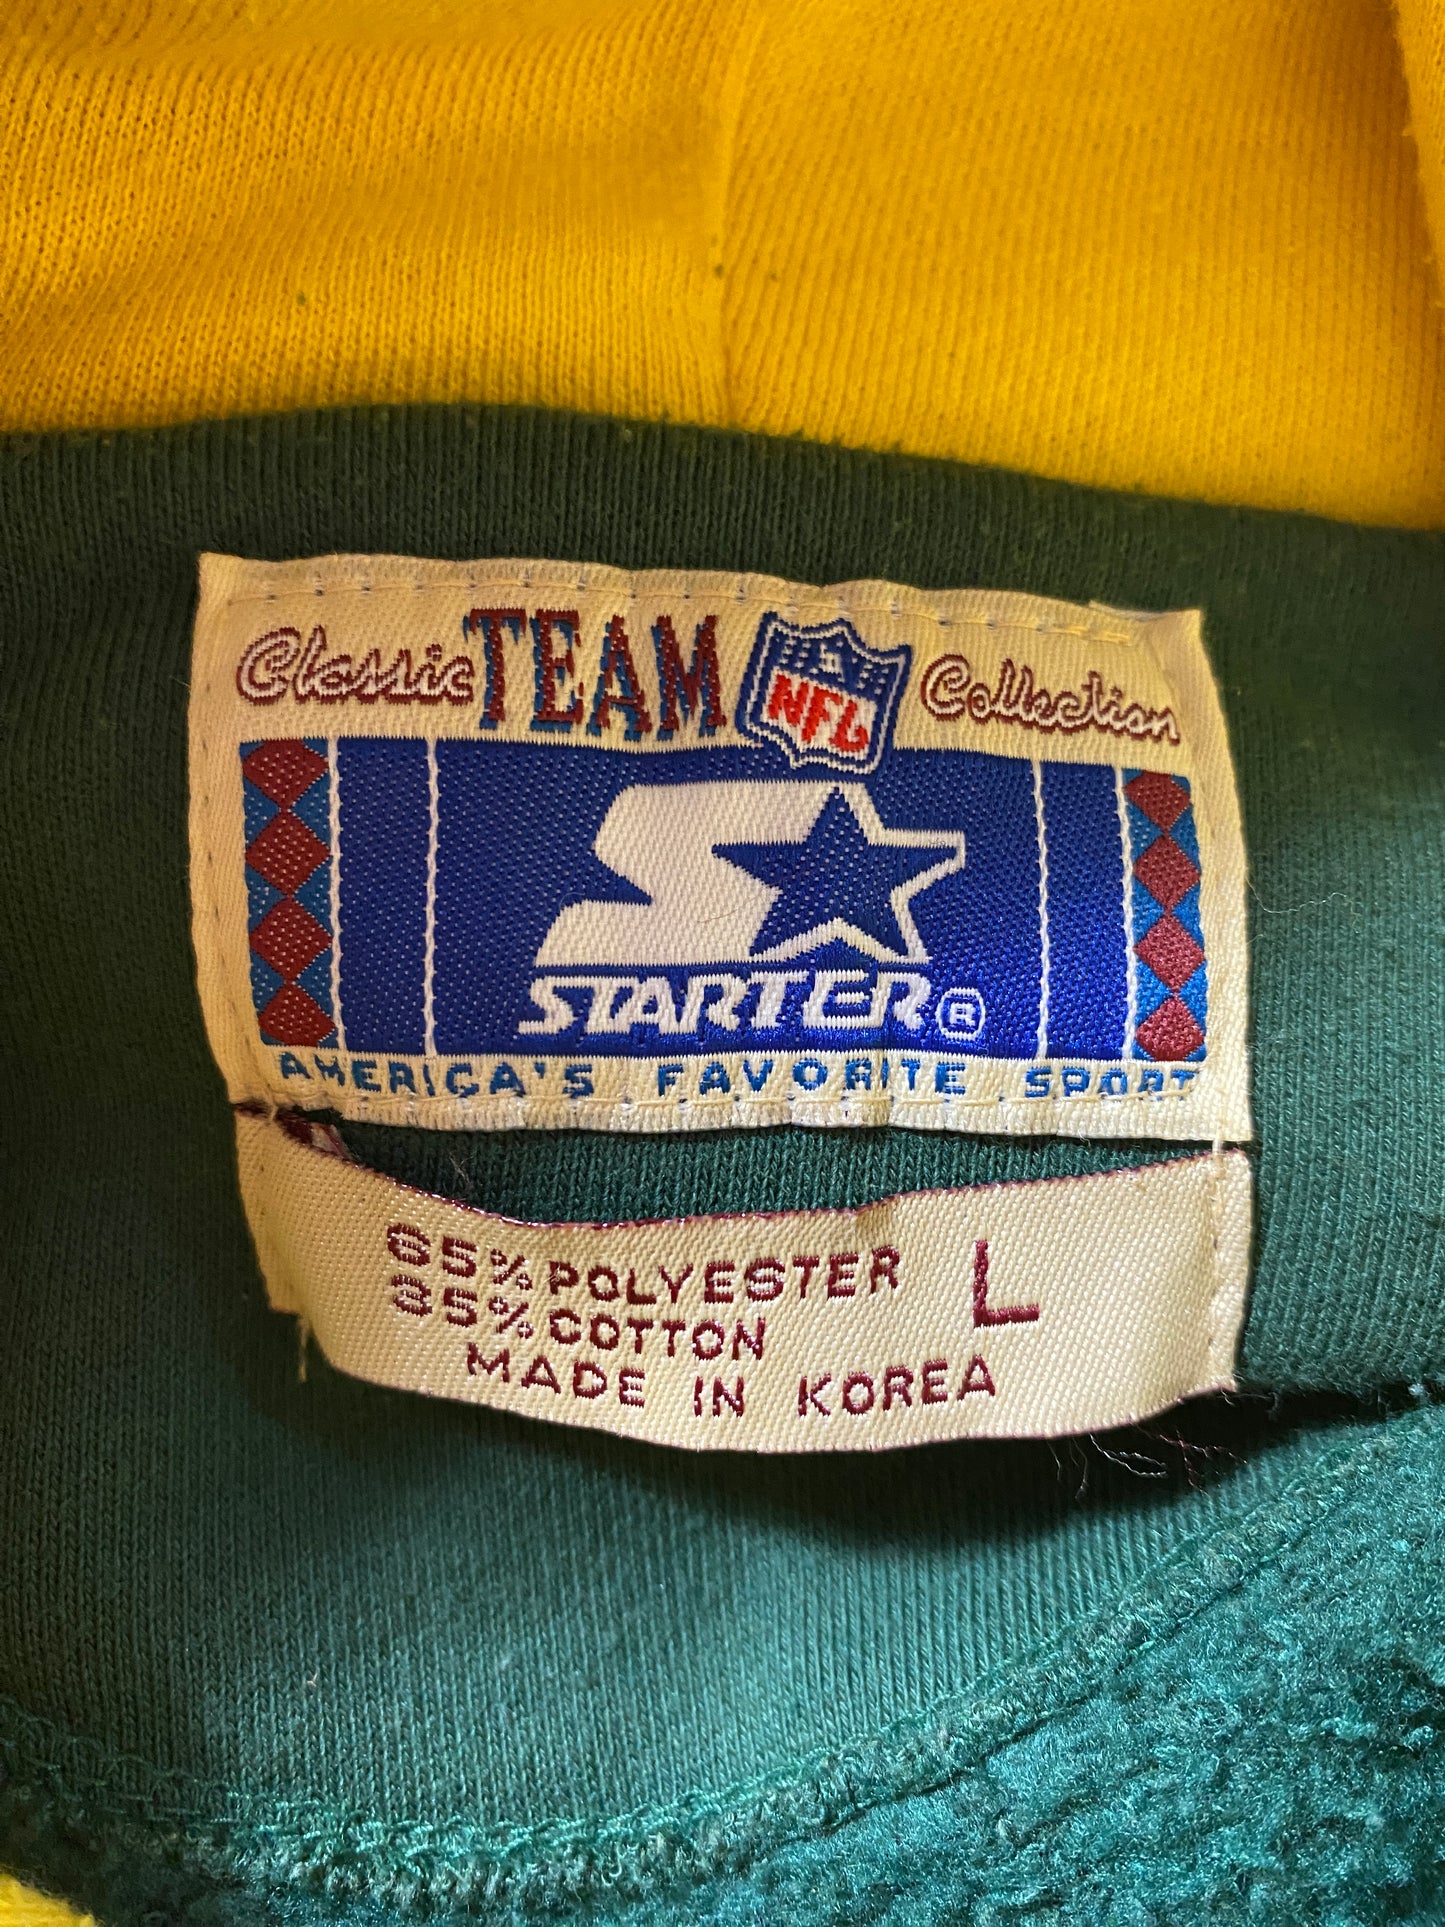 Classic TEAM NFL Collection
STARTER®
AMERICA'S FAVORITE SPORT
65% POLYESTER L
35% COTTON
MADE IN KOREA